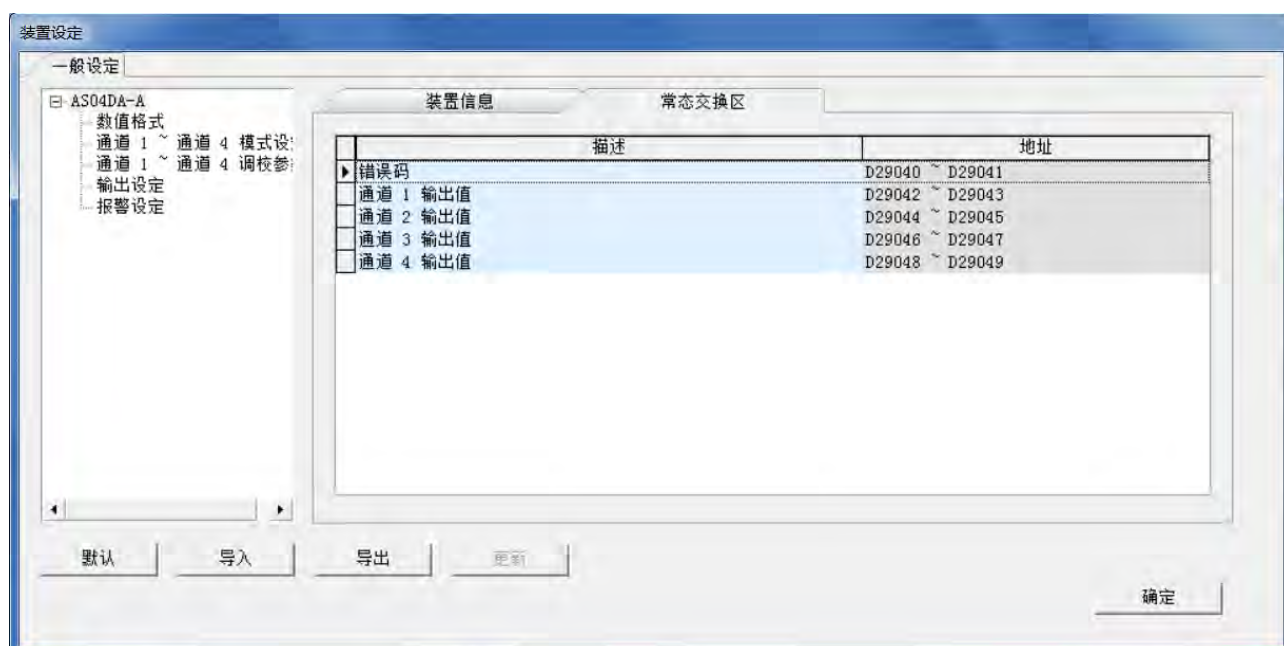 装置设定
一般设定
AS04DA-A
数值格式
通道 1 ~ 通道 4 模式设
通道 1 ~ 通道 4 调校参
输出设定
报警设定
装置信息 常态交换区
描述 地址
错误码 D29040 ~ D29041
通道 1 输出值 D29042 ~ D29043
通道 2 输出值 D29044 ~ D29045
通道 3 输出值 D29046 ~ D29047
通道 4 输出值 D29048 ~ D29049
默认 导入 导出 更新
确定